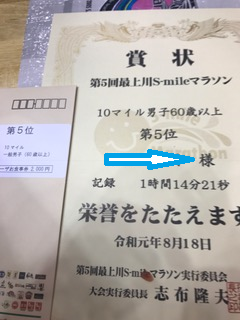 賞状
第5回最上川S-mileマラソン
10マイル男子60歳以上
第5位
様
記録 1時間14分21秒
栄誉をたたえます
令和元年8月18日
第5回最上川S-mileマラソン実行委員会
大会実行委員長 志布隆夫
第5位
10マイル
一般男子(60歳以上)
2,000円